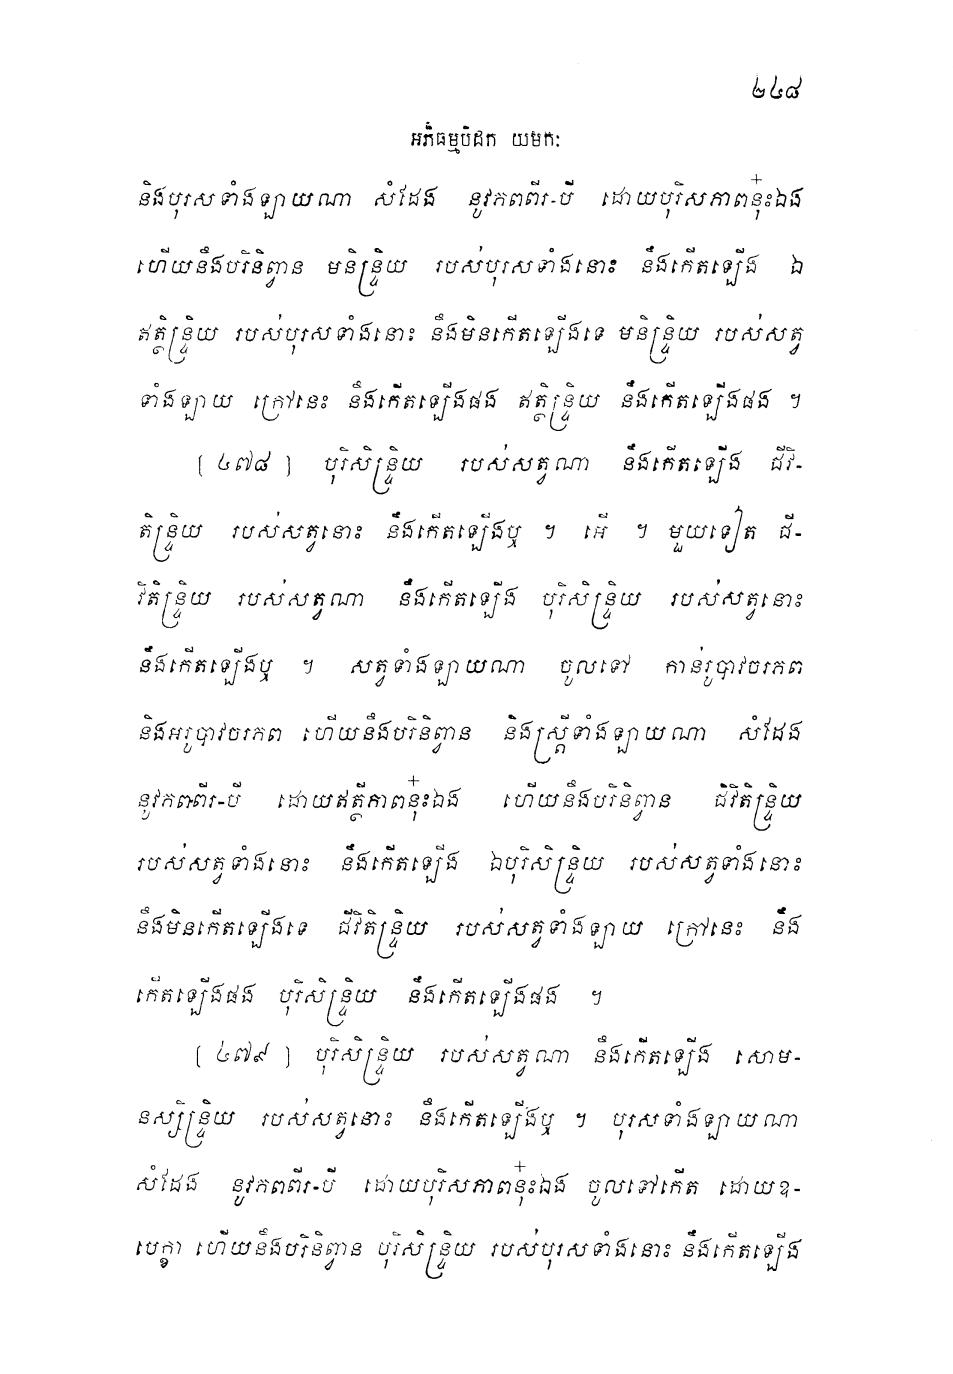 ២៤៨
អភិធម្មបិដក យមកៈ
និងបុរសទាំងឡាយណា សំដែង នូវភពពីរ-បី ដោយបុរិសភាពនុ៎ះឯង
ហើយនឹងបរិនិព្វាន មនិន្ទ្រិយ របស់បុរសទាំងនោះ នឹងកើតឡើង ឯ
ឥត្ថិន្ទ្រិយ របស់បុរសទាំងនោះ នឹងមិនកើតឡើងទេ មនិន្ទ្រិយ របស់សត្វ
ទាំងឡាយ ក្រៅនេះ នឹងកើតឡើងផង ឥត្ថិន្ទ្រិយ នឹងកើតឡើងផង ។
[ ៤៧៨ ] បុរិសិន្ទ្រិយ របស់សត្វណា នឹងកើតឡើង ជីវិ-
តិន្ទ្រិយ របស់សត្វនោះ នឹងកើតឡើងឬ ។ អើ ។ មួយទៀត ជី-
វិតិន្ទ្រិយ របស់សត្វណា នឹងកើតឡើង បុរិសិន្ទ្រិយ របស់សត្វនោះ
នឹងកើតឡើងឬ ។ សត្វទាំងឡាយណា ចូលទៅ កាន់រូបាវចរភព
និងអរូបាវចរភព ហើយនឹងបរិនិព្វាន និងស្រ្តីទាំងឡាយណា សំដែង
នូវភពពីរ-បី ដោយឥត្ថីភាពនុ៎ះឯង ហើយនឹងបរិនិព្វាន ជីវិតិន្ទ្រិយ
របស់សត្វទាំងនោះ នឹងកើតឡើង ឯបុរិសិន្ទ្រិយ របស់សត្វទាំងនោះ
នឹងមិនកើតឡើងទេ ជីវិតិន្ទ្រិយ របស់សត្វទាំងឡាយ ក្រៅនេះ នឹង
កើតឡើងផង បុរិសិន្ទ្រិយ នឹងកើតឡើងផង ។
[ ៤៧៩ ] បុរិសិន្ទ្រិយ របស់សត្វណា នឹងកើតឡើង សោម-
នស្សិន្ទ្រិយ របស់សត្វនោះ នឹងកើតឡើងឬ ។ បុរសទាំងឡាយណា
សំដែង នូវភពពីរ-បី ដោយបុរិសភាពនុ៎ះឯង ចូលទៅកើត ដោយឧ-
បេក្ខា ហើយនឹងបរិនិព្វាន បុរិសិន្ទ្រិយ របស់បុរសទាំងនោះ នឹងកើតឡើង